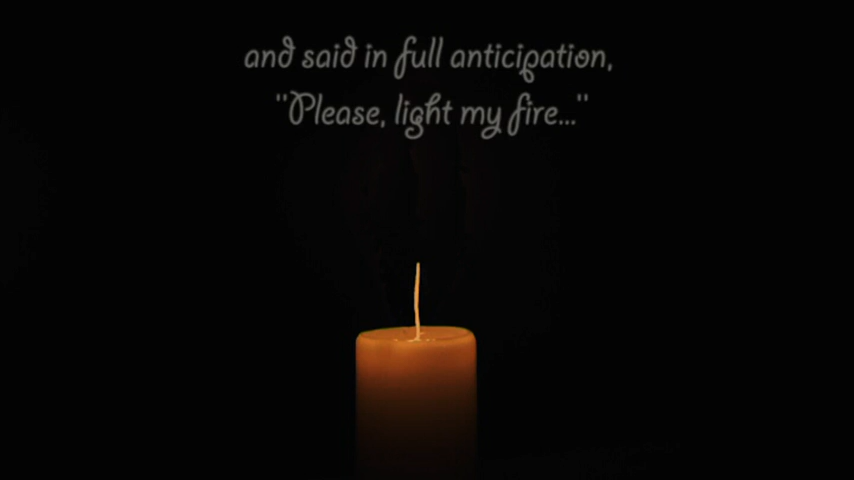 and said in full anticipation,
"Please, light my fire..."